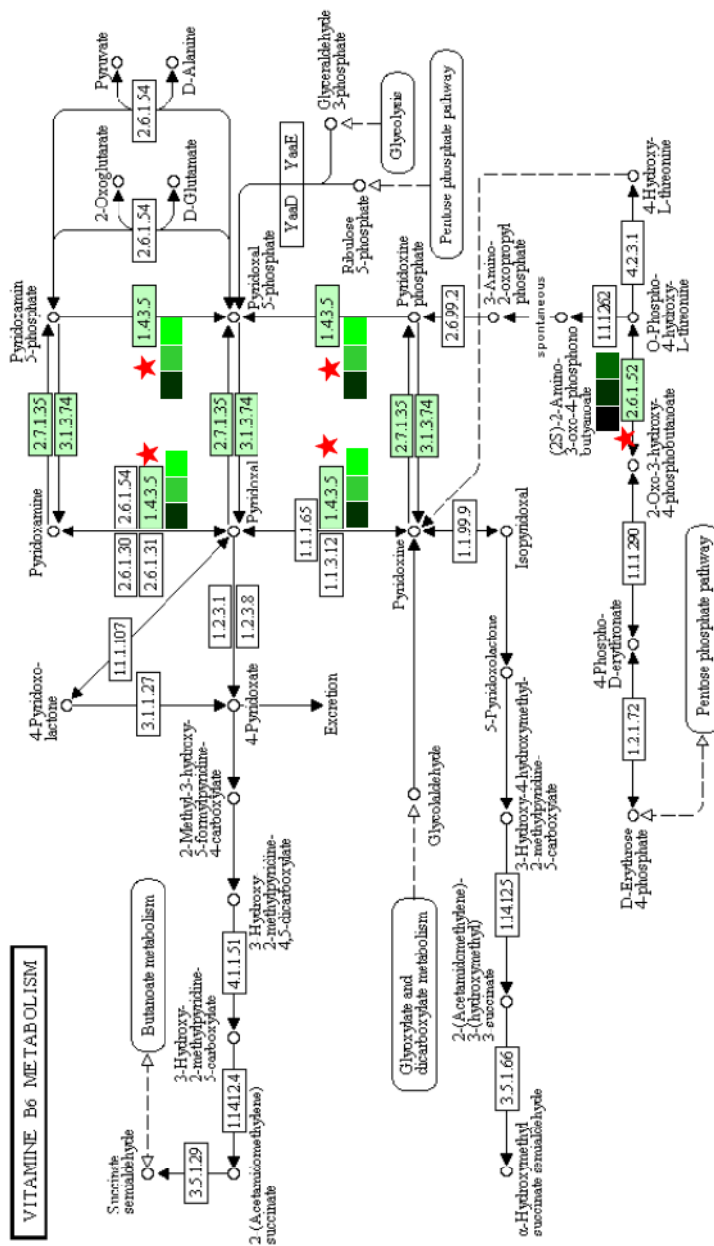 VITAMINE B6 METABOLISM
Succinate
semialdehyde
Butanoate metabolism
3.5.1.29
2-(Acetamidomethylene)
succinate
1.14.12.4
3-Hydroxy-
2-methylpyridine-
5-carboxylate
4.1.1.51
3-Hydroxy
2-methylpyridine-
4,5-dicarboxylate
2-Methyl-3-hydroxy-
5-formylpyridine-
4-carboxylate
4-Pyridoxo-
lactone
3.1.1.27
1.1.1.107
4-Pyridoxate
Excretion
1.2.3.1
1.2.3.8
Pyridoxamine
2.6.1.30
2.6.1.54
2.6.1.31
1.4.3.5
Pyridoxal
2.7.1.35
3.1.3.74
Pyridoxamin
5-phosphate
1.4.3.5
2.7.1.35
3.1.3.74
Pyridoxal
5-phosphate
2-Oxoglutarate
2.6.1.54
D-Glutamate
Pyruvate
2.6.1.54
D-Alanine
YaaD
YaaE
Glyceraldehyde
3-phosphate
Glycolysis
Ribulose
5-phosphate
Pentose phosphate pathway
1.1.1.65
1.1.3.12
1.4.3.5
1.4.3.5
Pyridoxine
2.7.1.35
3.1.3.74
Pyridoxine
phosphate
2.6.99.2
3-Amino-
2-oxopropyl
phosphate
spontaneous
(2S)-2-Amino-
3-oxo-4-phosphono
butyanoate
1.1.1.262
O-Phospho-
4-hydroxy-
L-threonine
4.2.3.1
4-Hydroxy-
L-threonine
Glyoxylate and
dicarboxylate metabolism
Glycolaldehyde
1.1.99.9
Isopyridoxal
5-Pyridoxolactone
3-Hydroxy-4-hydroxymethyl-
2-methylpyridine-
5-carboxylate
1.14.12.5
2-(Acetamidomethylene)-
3-(hydroxymethyl)
3-succinate
3.5.1.66
α-Hydroxymethyl
succinate semialdehyde
D-Erythrose
4-phosphate
Pentose phosphate pathway
1.2.1.72
4-Phospho-
D-erythronate
1.1.1.290
2-Oxo-3-hydroxy-
4-phosphobutanoate
2.6.1.52